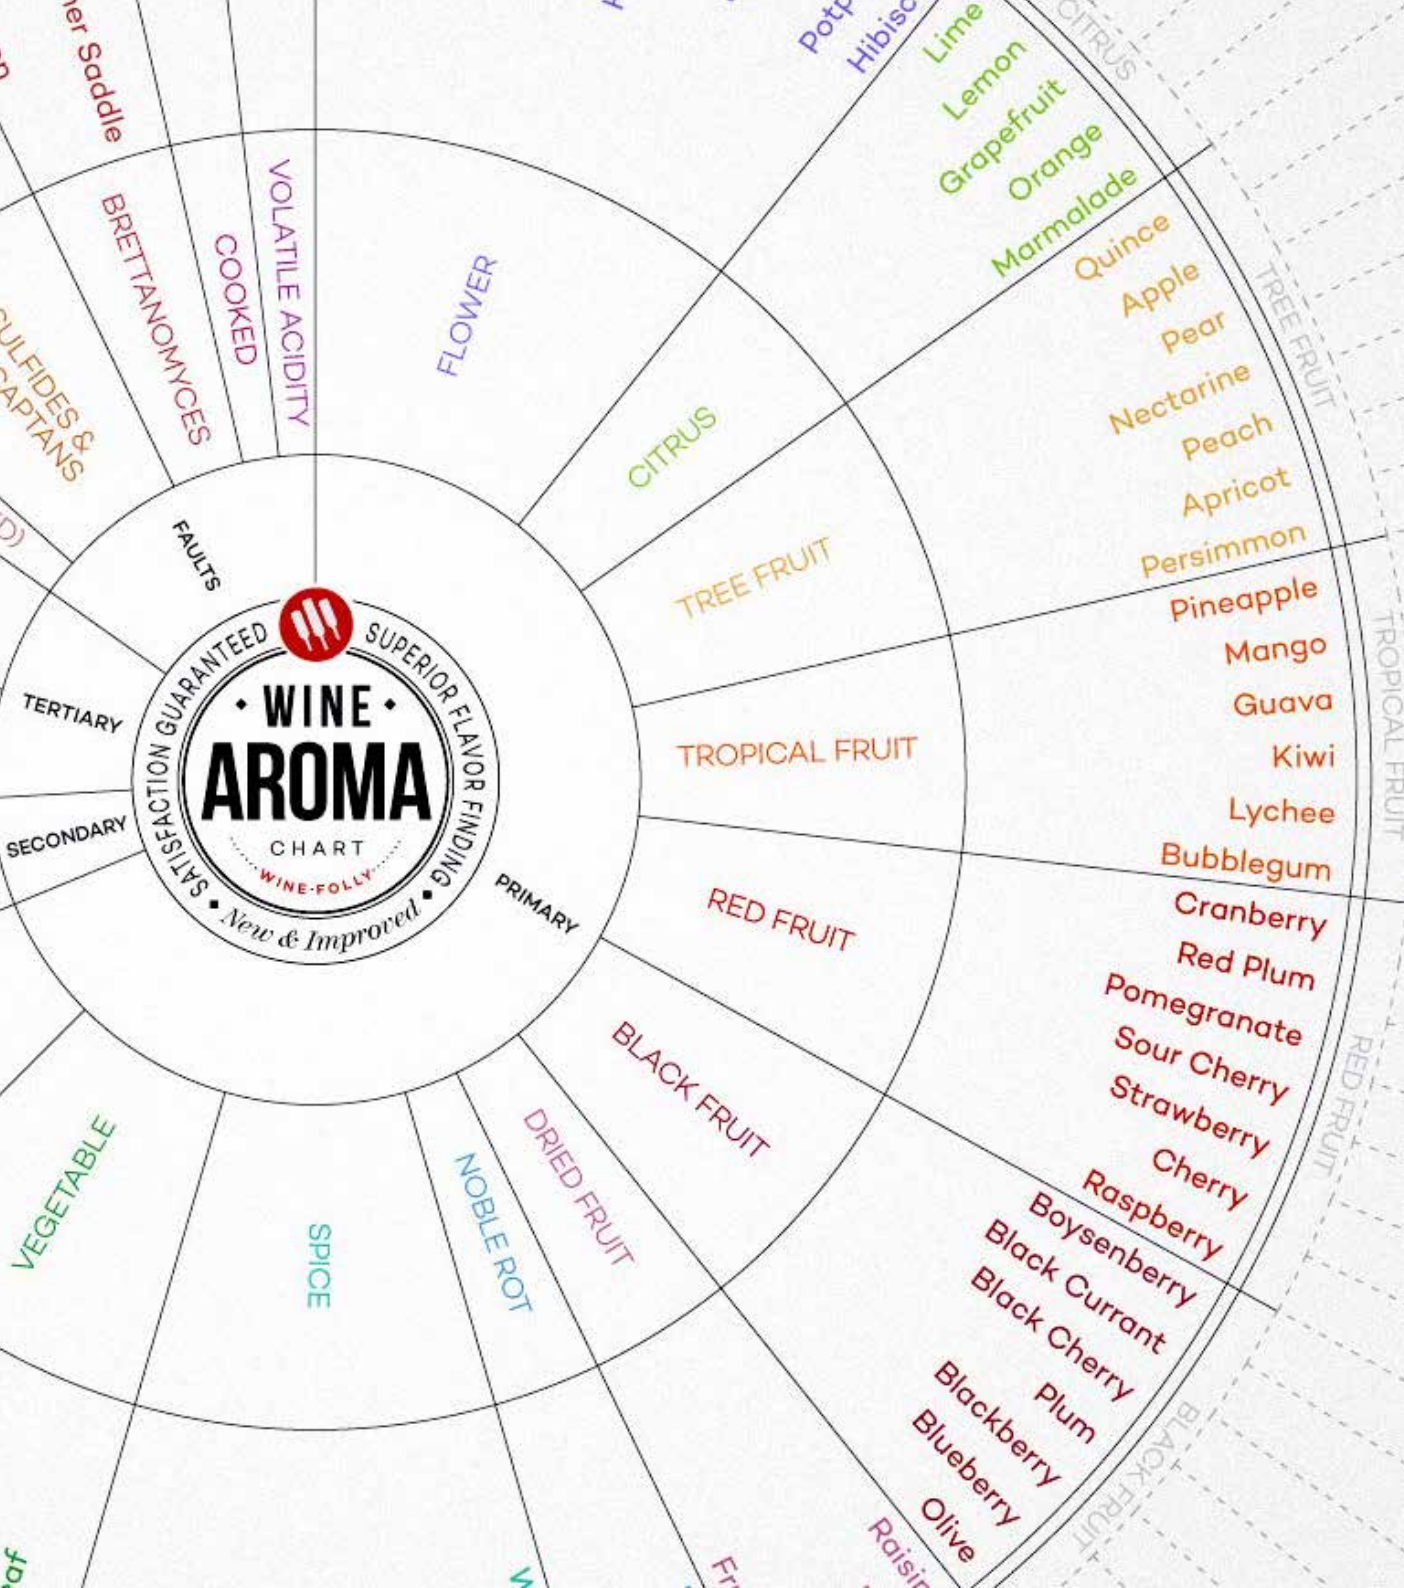 SATISFACTION GUARANTEED
SUPERIOR FLAVOR FINDING
WINE
AROMA
CHART
WINE-FOLLY
New & Improved
FAULTS
TERTIARY
SECONDARY
PRIMARY
BRETTANOMYCES
COOKED
VOLATILE ACIDITY
FLOWER
CITRUS
TREE FRUIT
TROPICAL FRUIT
RED FRUIT
BLACK FRUIT
DRIED FRUIT
NOBLE ROT
SPICE
VEGETABLE
Saddle
Lime
Lemon
Grapefruit
Orange
Marmalade
Quince
Apple
Pear
Nectarine
Peach
Apricot
Persimmon
Pineapple
Mango
Guava
Kiwi
Lychee
Bubblegum
Cranberry
Red Plum
Pomegranate
Sour Cherry
Strawberry
Cherry
Raspberry
Boysenberry
Black Currant
Black Cherry
Plum
Blackberry
Blueberry
Olive
CITRUS
TREE FRUIT
TROPICAL FRUIT
RED FRUIT
BLACK FRUIT